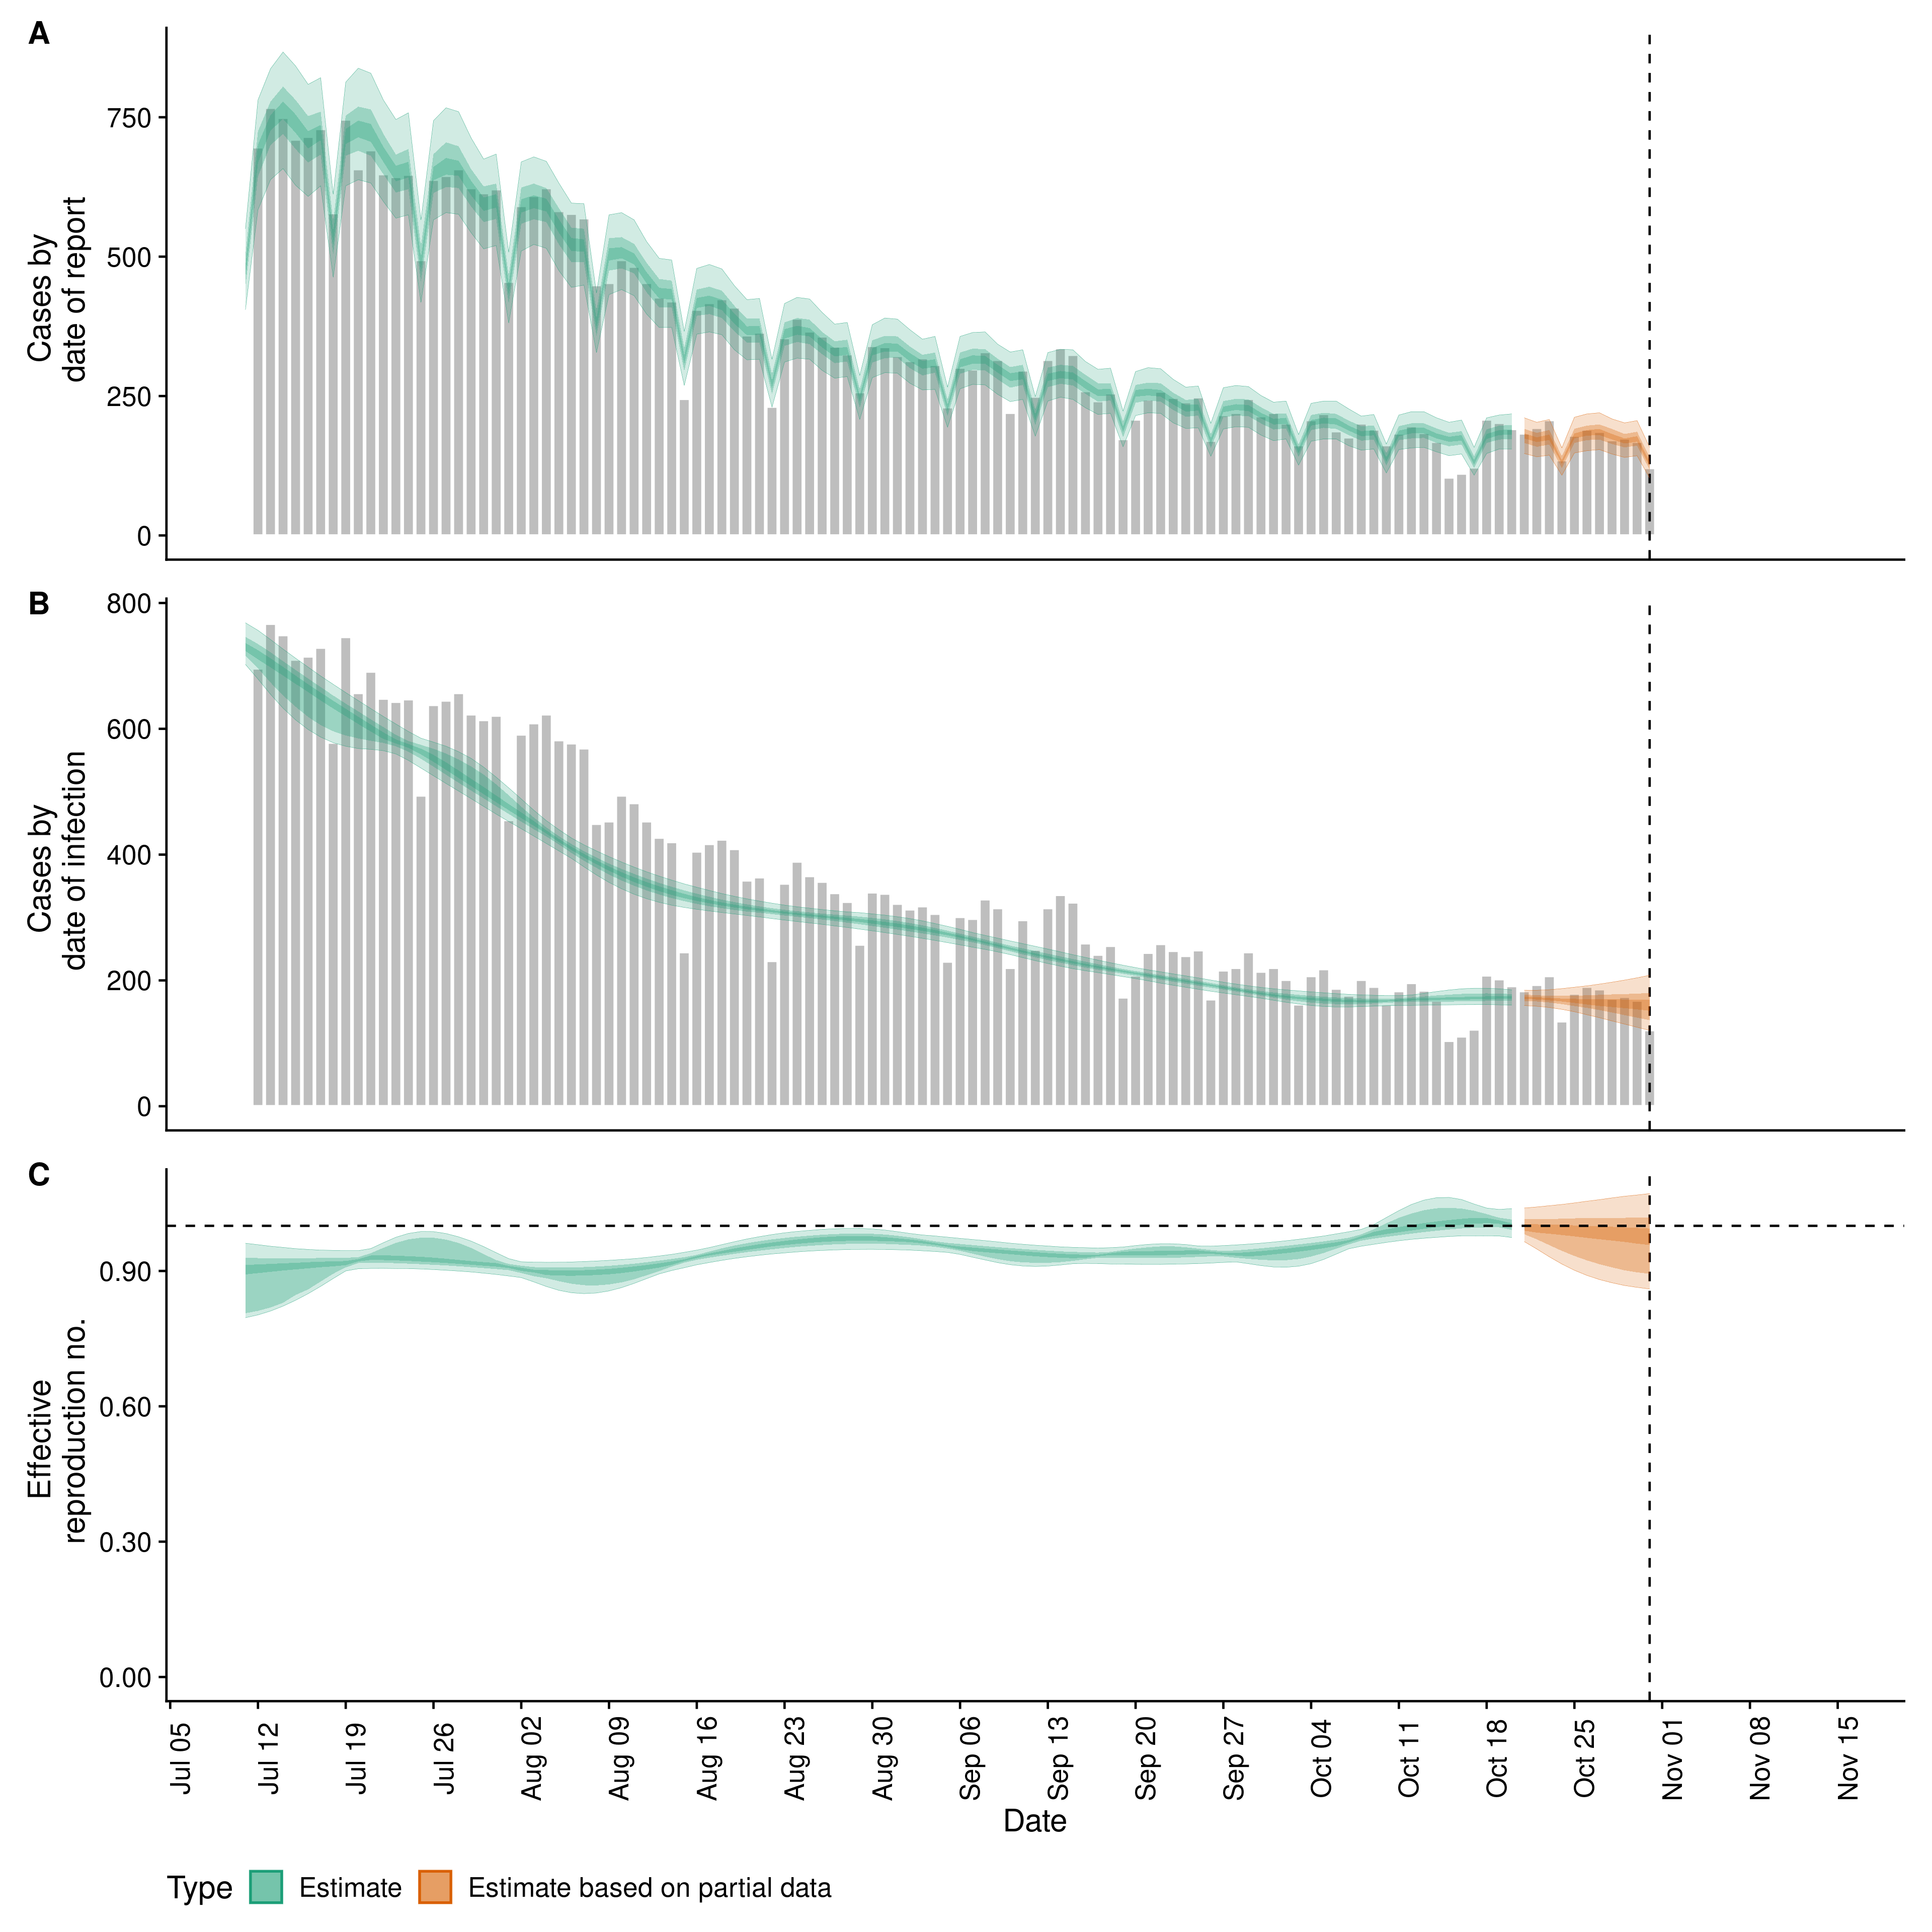 A
Cases by
date of report
750
500
250
0
B
Cases by
date of infection
800
600
400
200
0
C
Effective
reproduction no.
0.90
0.60
0.30
0.00
Jul 05
Jul 12
Jul 19
Jul 26
Aug 02
Aug 09
Aug 16
Aug 23
Aug 30
Sep 06
Sep 13
Sep 20
Sep 27
Oct 04
Oct 11
Oct 18
Oct 25
Nov 01
Nov 08
Nov 15
Date
Type Estimate Estimate based on partial data